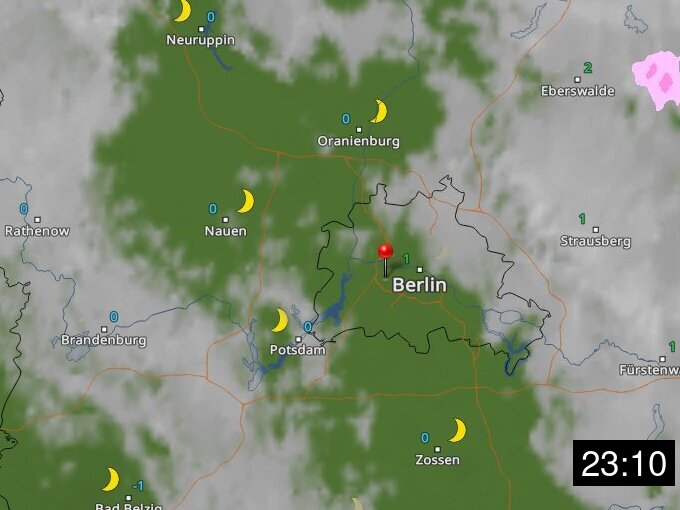 0
Neuruppin
2
Eberswalde
0
Oranienburg
0
Rathenow
0
Nauen
1
Strausberg
1
Berlin
0
Brandenburg
0
Potsdam
1
Fürstenwa
0
Zossen
23:10
-1
Bad Belzig